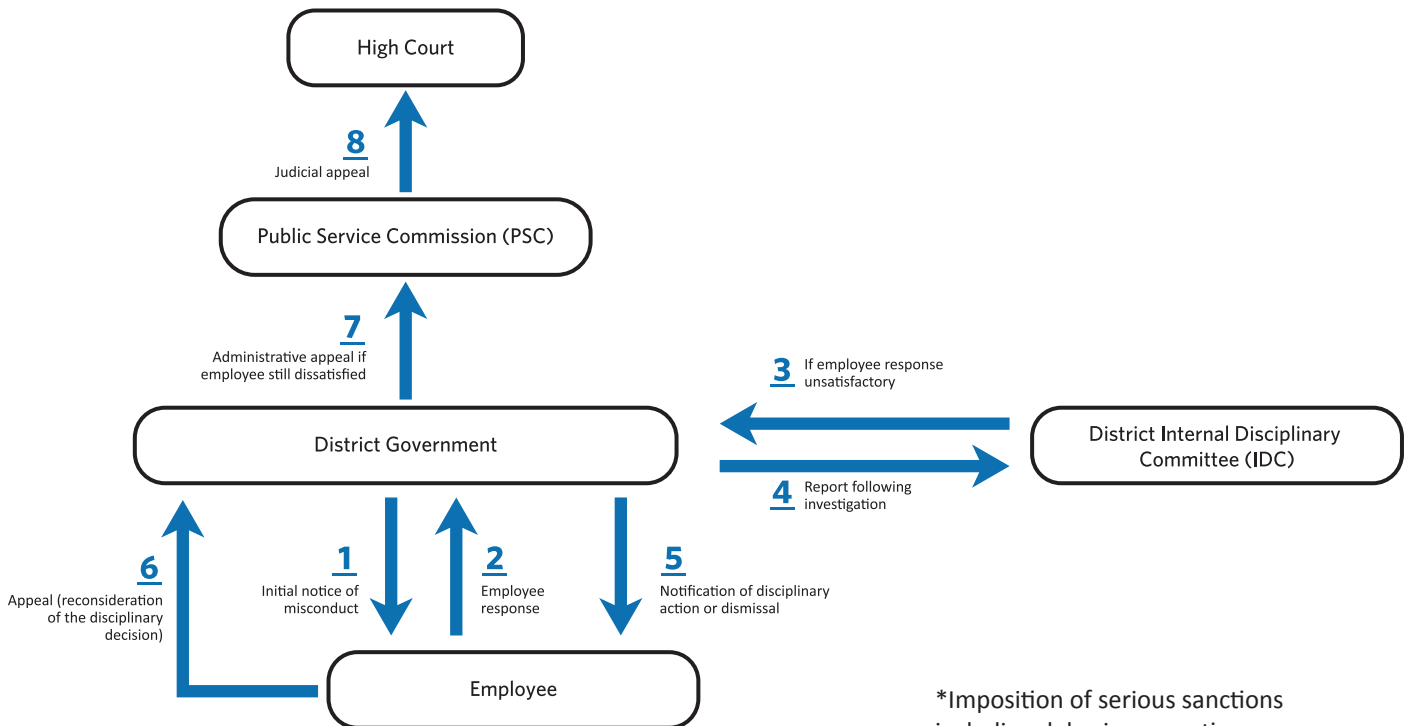 High Court
8
Judicial appeal
Public Service Commission (PSC)
7
Administrative appeal if
employee still dissatisfied
3
If employee response
unsatisfactory
District Government
District Internal Disciplinary
Committee (IDC)
4
Report following
investigation
6
Appeal (reconsideration
of the disciplinary
decision)
1
Initial notice of
misconduct
2
Employee
response
5
Notification of disciplinary
action or dismissal
Employee
*Imposition of serious sanctions